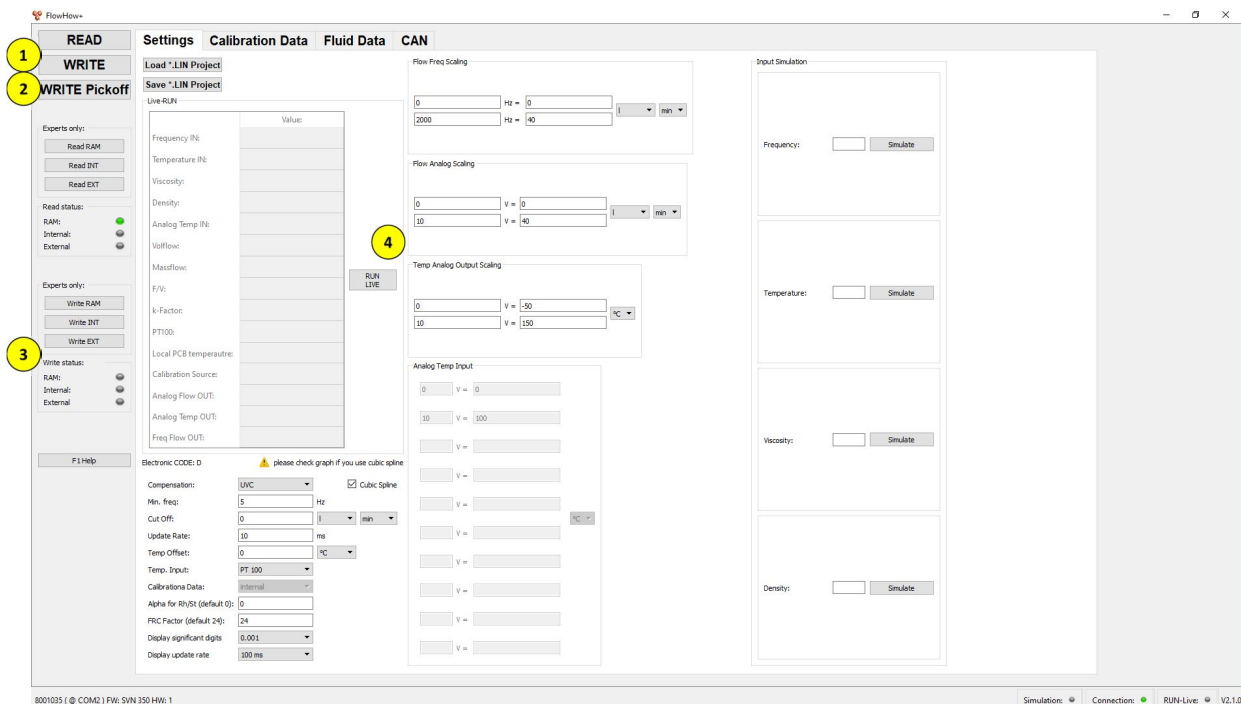 FlowHow+
READ
WRITE
WRITE Pickoff
1
2
Experts only:
Read RAM
Read INT
Read EXT
Read status:
RAM:
Internal:
External
Experts only:
Write RAM
Write INT
Write EXT
3
Write status:
RAM:
Internal:
External
F1 Help
Settings Calibration Data Fluid Data CAN
Load *.LIN Project
Save *.LIN Project
Live-RUN
Value:
Frequency IN:
Temperature IN:
Viscosity:
Density:
Analog Temp IN:
Volflow:
Massflow:
F/V:
k-Factor:
PT100:
Local PCB temperautre:
Calibration Source:
Analog Flow OUT:
Analog Temp OUT:
Freq Flow OUT:
4
RUN
LIVE
Electronic CODE: D
please check graph if you use cubic spline
Compensation: UVC Cubic Spline
Min. freq: 5 Hz
Cut Off: 0 l min
Update Rate: 10 ms
Temp Offset: 0 °C
Temp. Input: PT 100
Calibrationa Data: internal
Alpha for Rh/St (default 0): 0
FRC Factor (default 24): 24
Display significant digits 0.001
Display update rate 100 ms
Flow Freq Scaling
0 Hz = 0
2000 Hz = 40
l min
Flow Analog Scaling
0 V = 0
10 V = 40
l min
Temp Analog Output Scaling
0 V = -50
10 V = 150
°C
Analog Temp Input
0 V = 0
10 V = 100
V =
V =
V =
V =
V =
V =
V =
V =
°C
Input Simulation
Frequency: Simulate
Temperature: Simulate
Viscosity: Simulate
Density: Simulate
8001035 ( @ COM2 ) FW: SVN 350 HW: 1
Simulation: Connection: RUN-Live: V2.1.0